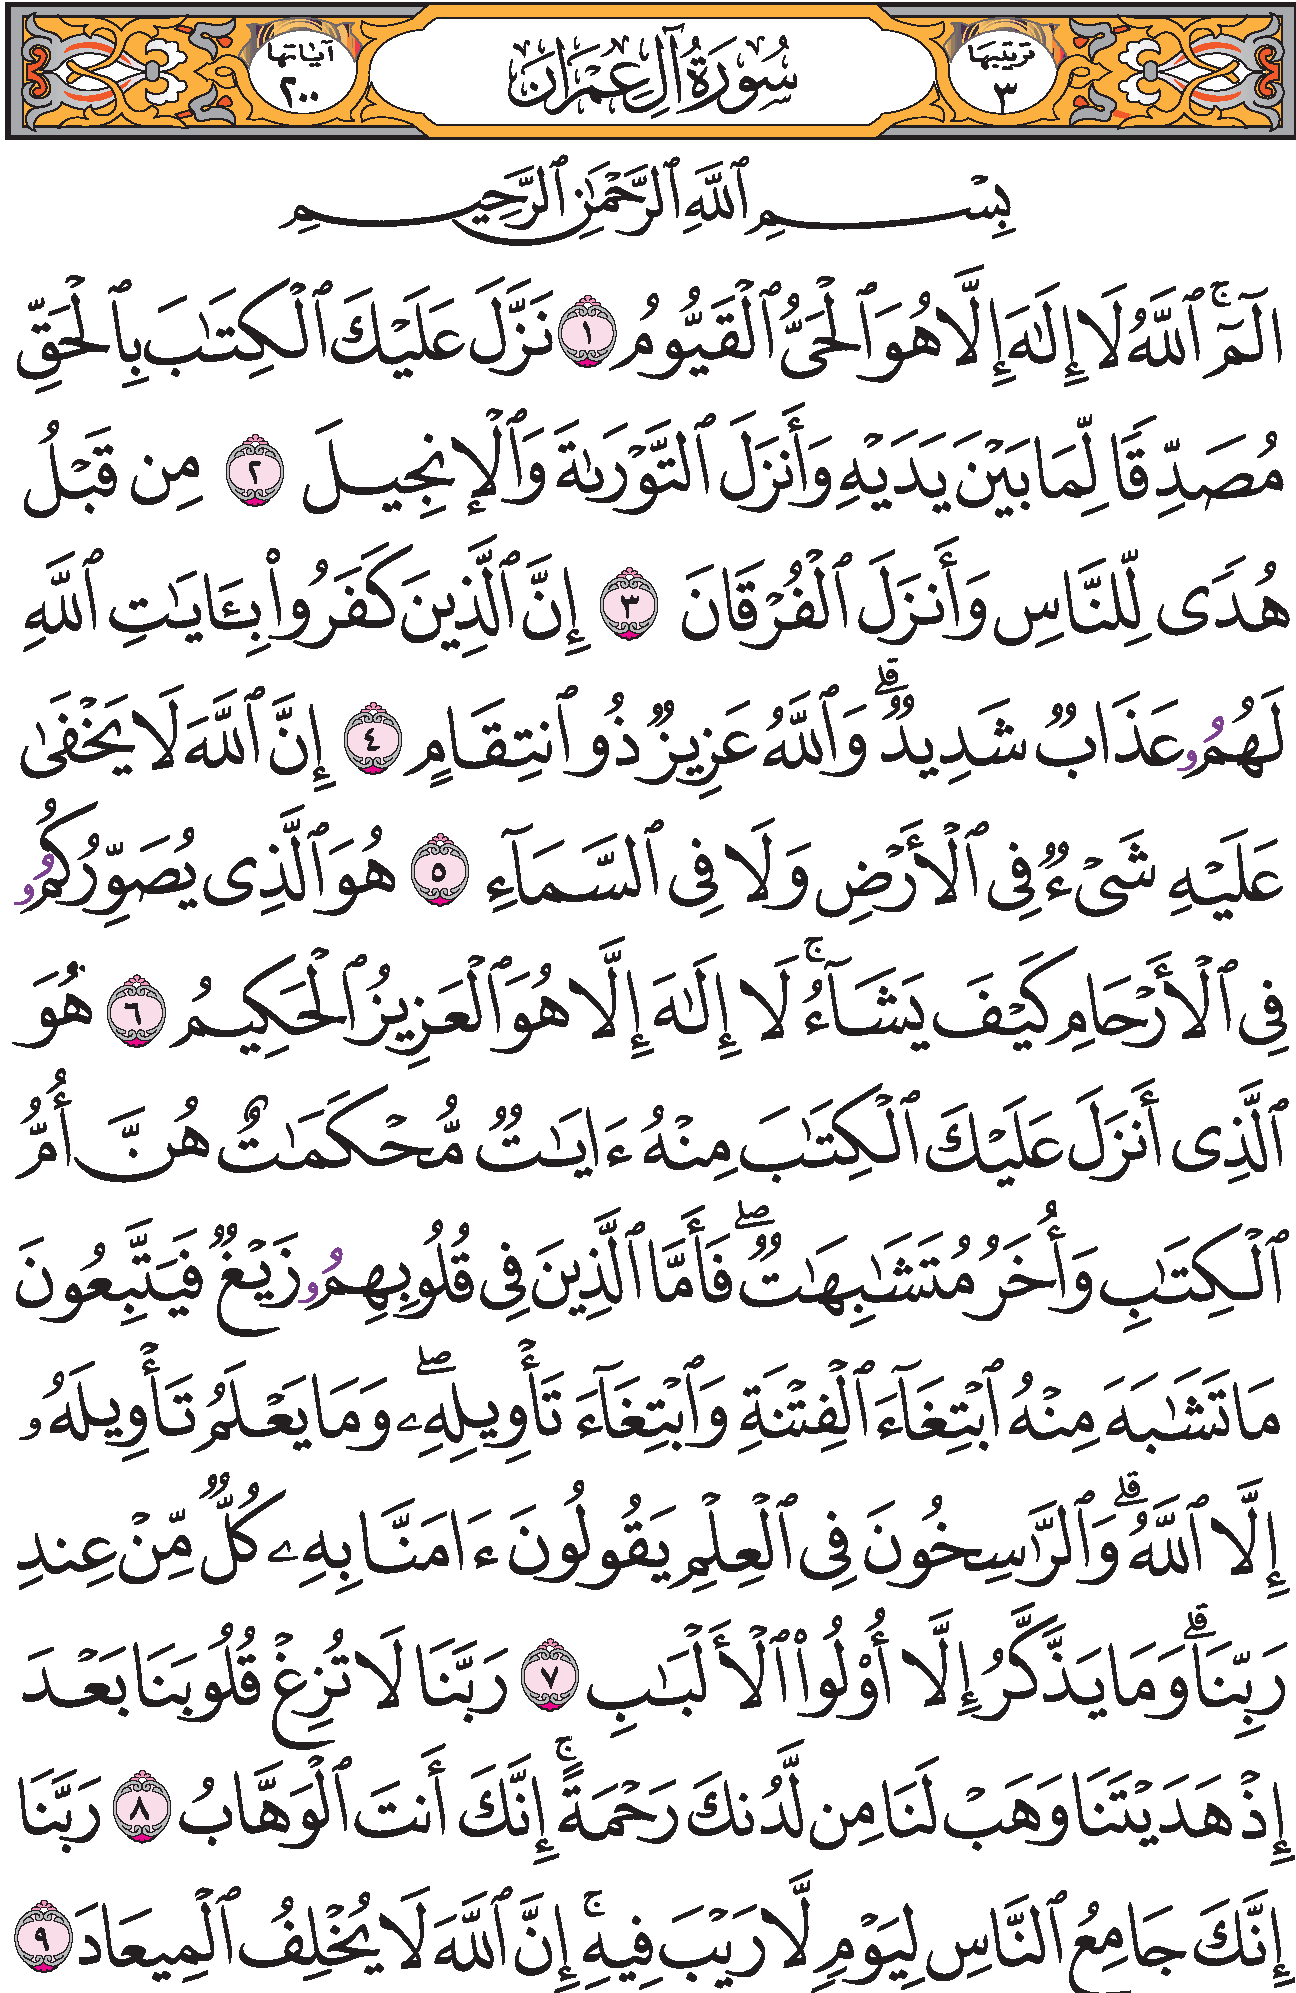 ترتيبها ٣ سُورَةُ آلِ عِمْرَانَ آيَاتها ٢٠٠
بِسْمِ ٱللَّهِ ٱلرَّحْمَٰنِ ٱلرَّحِيمِ
الٓمٓۚ ٱللَّهُ لَا إِلَٰهَ إِلَّا هُوَ ٱلْحَيُّ ٱلْقَيُّومُ ١ نَزَّلَ عَلَيْكَ ٱلْكِتَٰبَ بِٱلْحَقِّ
مُصَدِّقًا لِّمَا بَيْنَ يَدَيْهِ وَأَنزَلَ ٱلتَّوْرَىٰةَ وَٱلْإِنجِيلَ ٢ مِن قَبْلُ
هُدًى لِّلنَّاسِ وَأَنزَلَ ٱلْفُرْقَانَ ٣ إِنَّ ٱلَّذِينَ كَفَرُوا۟ بِـَٔايَٰتِ ٱللَّهِ
لَهُمُۥ عَذَابٌ شَدِيدٌۗ وَٱللَّهُ عَزِيزٌ ذُو ٱنتِقَامٍ ٤ إِنَّ ٱللَّهَ لَا يَخْفَىٰ
عَلَيْهِ شَىْءٌ فِى ٱلْأَرْضِ وَلَا فِى ٱلسَّمَآءِ ٥ هُوَ ٱلَّذِى يُصَوِّرُكُمُۥ
فِى ٱلْأَرْحَامِ كَيْفَ يَشَآءُۚ لَا إِلَٰهَ إِلَّا هُوَ ٱلْعَزِيزُ ٱلْحَكِيمُ ٦ هُوَ
ٱلَّذِى أَنزَلَ عَلَيْكَ ٱلْكِتَٰبَ مِنْهُ ءَايَٰتٌ مُّحْكَمَٰتٌ هُنَّ أُمُّ
ٱلْكِتَٰبِ وَأُخَرُ مُتَشَٰبِهَٰتٌۖ فَأَمَّا ٱلَّذِينَ فِى قُلُوبِهِمُۥ زَيْغٌ فَيَتَّبِعُونَ
مَا تَشَٰبَهَ مِنْهُ ٱبْتِغَآءَ ٱلْفِتْنَةِ وَٱبْتِغَآءَ تَأْوِيلِهِۦۖ وَمَا يَعْلَمُ تَأْوِيلَهُۥ
إِلَّا ٱللَّهُۗ وَٱلرَّٰسِخُونَ فِى ٱلْعِلْمِ يَقُولُونَ ءَامَنَّا بِهِۦ كُلٌّ مِّنْ عِندِ
رَبِّنَاۗ وَمَا يَذَّكَّرُ إِلَّا أُو۟لُوا۟ ٱلْأَلْبَٰبِ ٧ رَبَّنَا لَا تُزِغْ قُلُوبَنَا بَعْدَ
إِذْ هَدَيْتَنَا وَهَبْ لَنَا مِن لَّدُنكَ رَحْمَةًۚ إِنَّكَ أَنتَ ٱلْوَهَّابُ ٨ رَبَّنَا
إِنَّكَ جَامِعُ ٱلنَّاسِ لِيَوْمٍ لَّا رَيْبَ فِيهِۚ إِنَّ ٱللَّهَ لَا يُخْلِفُ ٱلْمِيعَادَ ٩